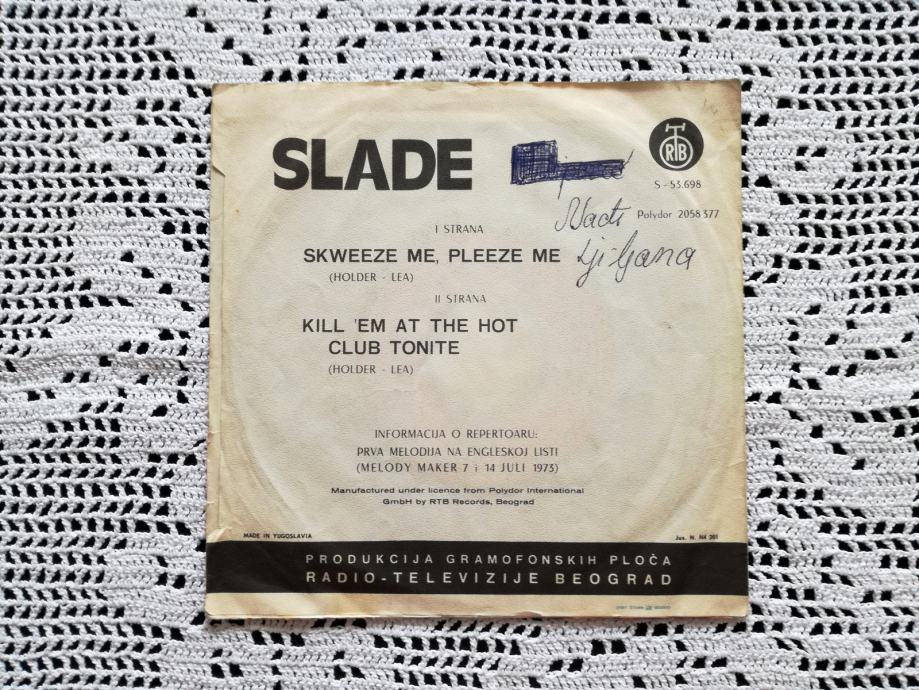 SLADE
RTB
S-53.698
Polydor 2058 377
I STRANA
SKWEEZE ME, PLEEZE ME
(HOLDER - LEA)
Ljiljana
II STRANA
KILL 'EM AT THE HOT
CLUB TONITE
(HOLDER - LEA)
INFORMACIJA O REPERTOARU:
PRVA MELODIJA NA ENGLESKOJ LISTI
(MELODY MAKER 7 i 14 JULI 1973)
Manufactured under licence from Polydor International
GmbH by RTB Records, Beograd
MADE IN YUGOSLAVIA
Jus. N. N4 201
PRODUKCIJA GRAMOFONSKIH PLOČA
RADIO-TELEVIZIJE BEOGRAD